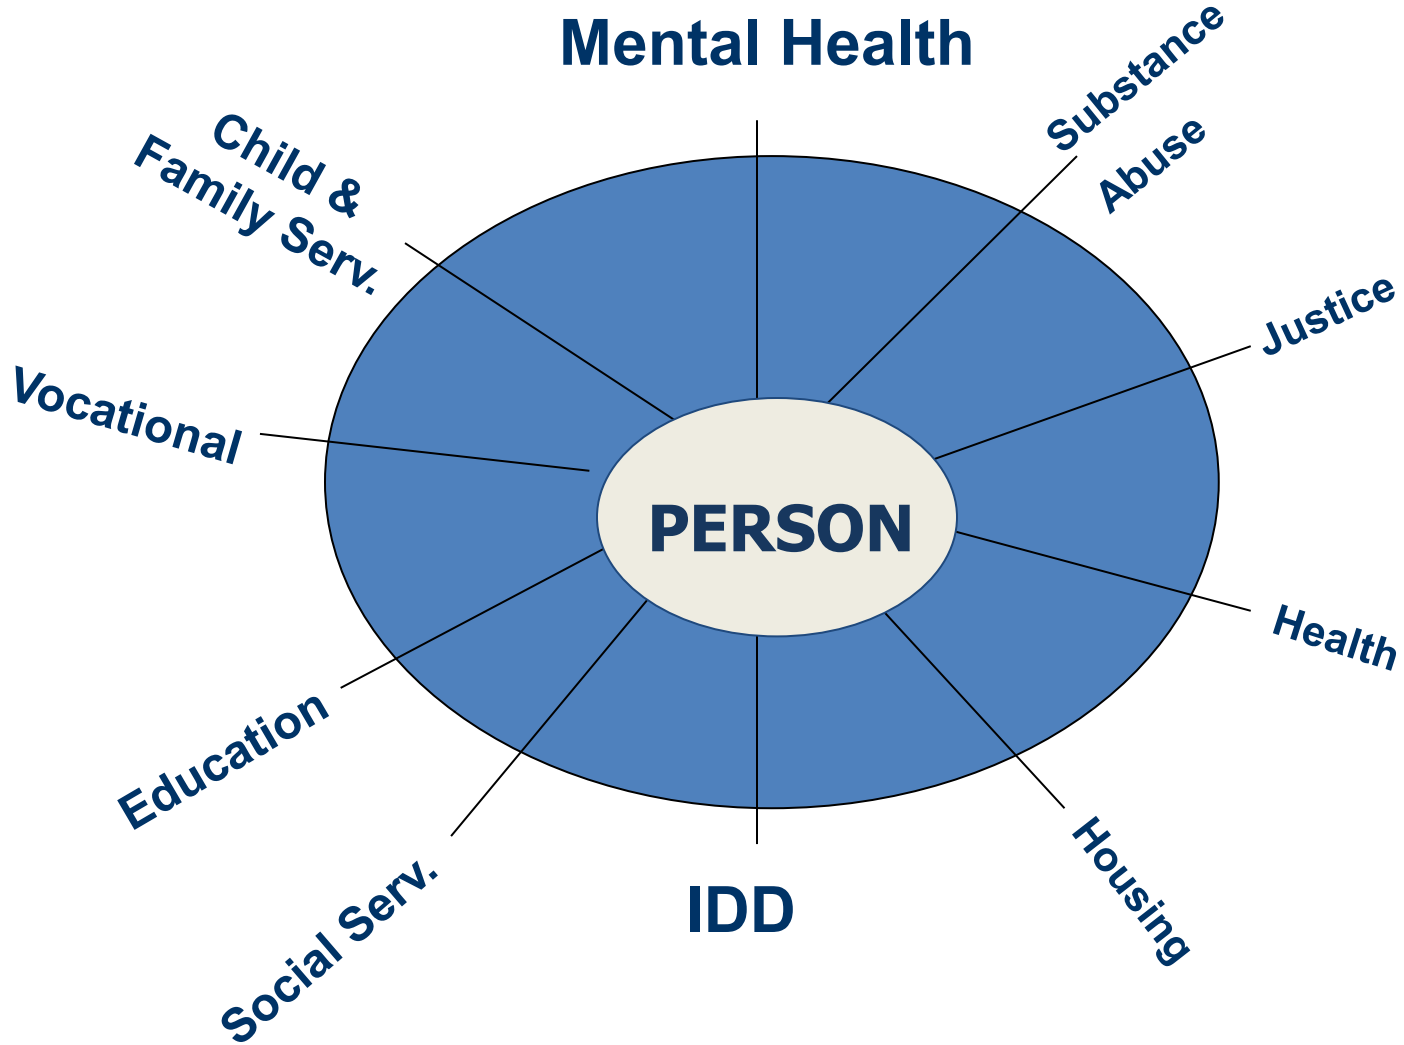 Mental Health
Substance
Abuse
Child &
Family Serv.
Justice
Vocational
PERSON
Health
Education
Housing
IDD
Social Serv.